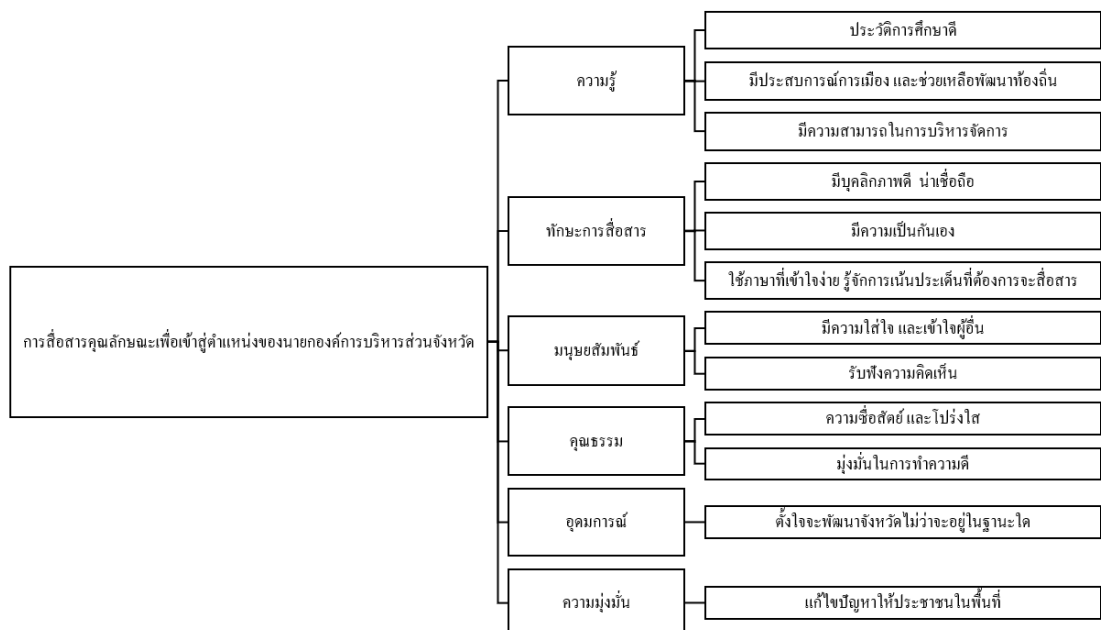 การสื่อสารคุณลักษณะเพื่อเข้าสู่ตำแหน่งของนายกองค์การบริหารส่วนจังหวัด
ความรู้
ประวัติการศึกษาดี
มีประสบการณ์การเมือง และช่วยเหลือพัฒนาท้องถิ่น
มีความสามารถในการบริหารจัดการ
ทักษะการสื่อสาร
มีบุคลิกภาพดี น่าเชื่อถือ
มีความเป็นกันเอง
ใช้ภาษาที่เข้าใจง่าย รู้จักการเน้นประเด็นที่ต้องการจะสื่อสาร
มนุษยสัมพันธ์
มีความใส่ใจ และเข้าใจผู้อื่น
รับฟังความคิดเห็น
คุณธรรม
ความซื่อสัตย์ และโปร่งใส
มุ่งมั่นในการทำความดี
อุดมการณ์
ตั้งใจจะพัฒนาจังหวัดไม่ว่าจะอยู่ในฐานะใด
ความมุ่งมั่น
แก้ไขปัญหาให้ประชาชนในพื้นที่